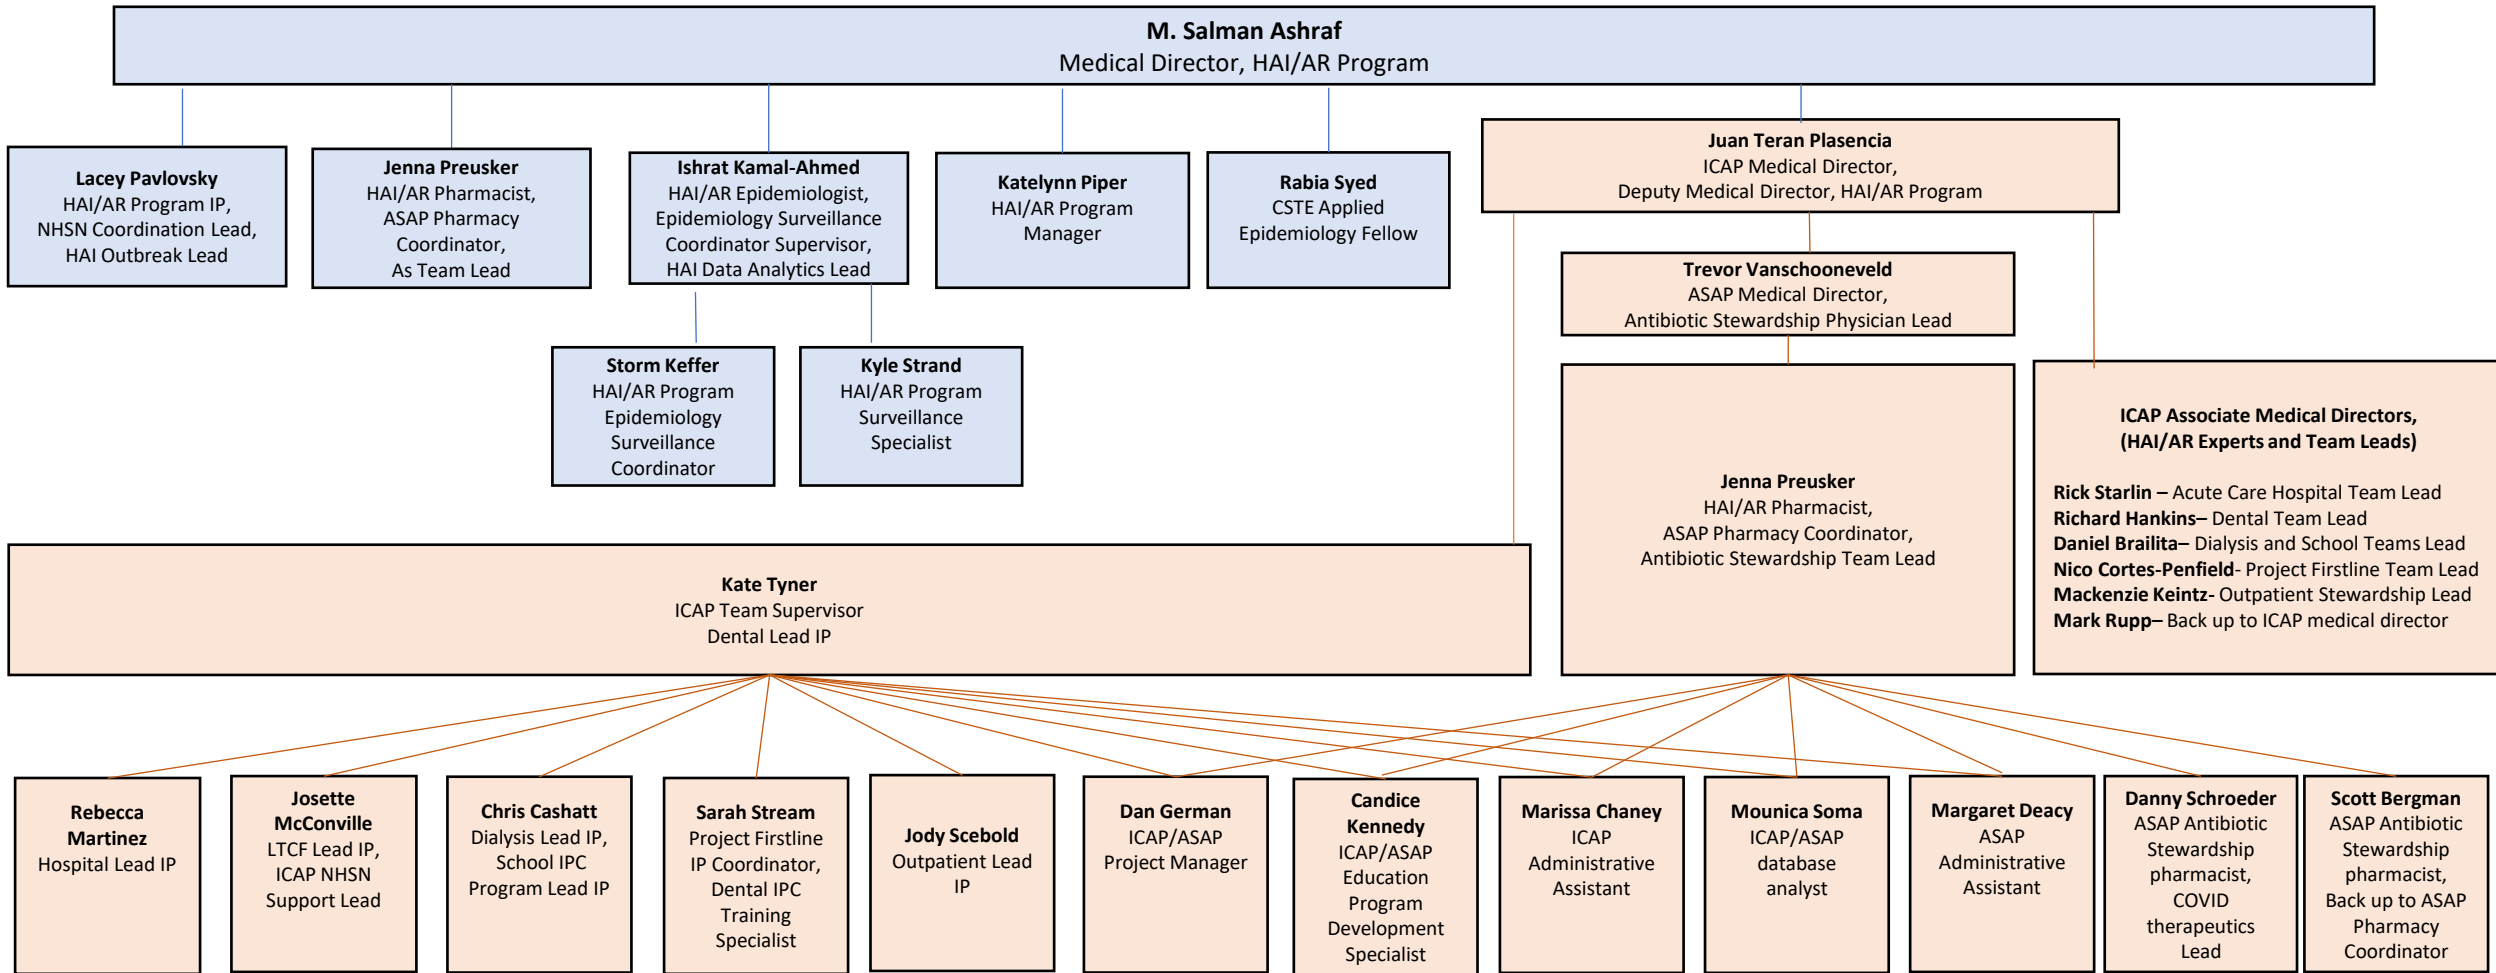 M. Salman Ashraf
Medical Director, HAI/AR Program
Lacey Pavlovsky
HAI/AR Program IP,
NHSN Coordination Lead,
HAI Outbreak Lead
Jenna Preusker
HAI/AR Pharmacist,
ASAP Pharmacy
Coordinator,
As Team Lead
Ishrat Kamal-Ahmed
HAI/AR Epidemiologist,
Epidemiology Surveillance
Coordinator Supervisor,
HAI Data Analytics Lead
Katelynn Piper
HAI/AR Program
Manager
Rabia Syed
CSTE Applied
Epidemiology Fellow
Juan Teran Plasencia
ICAP Medical Director,
Deputy Medical Director, HAI/AR Program
Trevor Vanschooneveld
ASAP Medical Director,
Antibiotic Stewardship Physician Lead
Storm Keffer
HAI/AR Program
Epidemiology
Surveillance
Coordinator
Kyle Strand
HAI/AR Program
Surveillance
Specialist
Jenna Preusker
HAI/AR Pharmacist,
ASAP Pharmacy Coordinator,
Antibiotic Stewardship Team Lead
ICAP Associate Medical Directors,
(HAI/AR Experts and Team Leads)
Rick Starlin – Acute Care Hospital Team Lead
Richard Hankins– Dental Team Lead
Daniel Brailita– Dialysis and School Teams Lead
Nico Cortes-Penfield- Project Firstline Team Lead
Mackenzie Keintz- Outpatient Stewardship Lead
Mark Rupp– Back up to ICAP medical director
Kate Tyner
ICAP Team Supervisor
Dental Lead IP
Rebecca
Martinez
Hospital Lead IP
Josette
McConville
LTCF Lead IP,
ICAP NHSN
Support Lead
Chris Cashatt
Dialysis Lead IP,
School IPC
Program Lead IP
Sarah Stream
Project Firstline
IP Coordinator,
Dental IPC
Training
Specialist
Jody Scebold
Outpatient Lead
IP
Dan German
ICAP/ASAP
Project Manager
Candice
Kennedy
ICAP/ASAP
Education
Program
Development
Specialist
Marissa Chaney
ICAP
Administrative
Assistant
Mounica Soma
ICAP/ASAP
database
analyst
Margaret Deacy
ASAP
Administrative
Assistant
Danny Schroeder
ASAP Antibiotic
Stewardship
pharmacist,
COVID
therapeutics
Lead
Scott Bergman
ASAP Antibiotic
Stewardship
pharmacist,
Back up to ASAP
Pharmacy
Coordinator